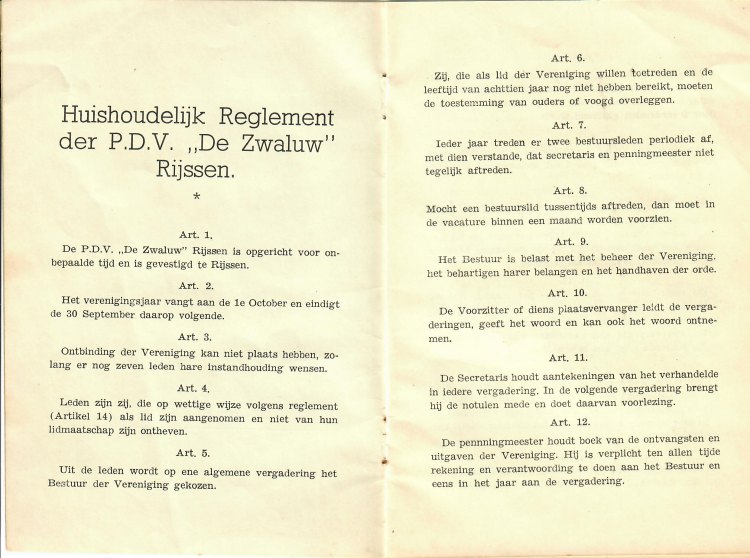 Huishoudelijk Reglement
der P.D.V. „De Zwaluw”
Rijssen.
*
Art. 1.
De P.D.V. „De Zwaluw” Rijssen is opgericht voor on-
bepaalde tijd en is gevestigd te Rijssen.
Art. 2.
Het verenigingsjaar vangt aan de 1e October en eindigt
de 30 September daarop volgende.
Art. 3.
Ontbinding der Vereniging kan niet plaats hebben, zo-
lang er nog zeven leden hare instandhouding wensen.
Art. 4.
Leden zijn zij, die op wettige wijze volgens reglement
(Artikel 14) als lid zijn aangenomen en niet van hun
lidmaatschap zijn ontheven.
Art. 5.
Uit de leden wordt op ene algemene vergadering het
Bestuur der Vereniging gekozen.
Art. 6.
Zij, die als lid der Vereniging willen toetreden en de
leeftijd van achttien jaar nog niet hebben bereikt, moeten
de toestemming van ouders of voogd overleggen.
Art. 7.
Ieder jaar treden er twee bestuursleden periodiek af,
met dien verstande, dat secretaris en penningmeester niet
tegelijk aftreden.
Art. 8.
Mocht een bestuurslid tussentijds aftreden, dan moet in
de vacature binnen een maand worden voorzien.
Art. 9.
Het Bestuur is belast met het beheer der Vereniging,
het behartigen harer belangen en het handhaven der orde.
Art. 10.
De Voorzitter of diens plaatsvervanger leidt de verga-
deringen, geeft het woord en kan ook het woord ontne-
men.
Art. 11.
De Secretaris houdt aantekeningen van het verhandelde
in iedere vergadering. In de volgende vergadering brengt
hij de notulen mede en doet daarvan voorlezing.
Art. 12.
De pennningmeester houdt boek van de ontvangsten en
uitgaven der Vereniging. Hij is verplicht ten allen tijde
rekening en verantwoording te doen aan het Bestuur en
eens in het jaar aan de vergadering.